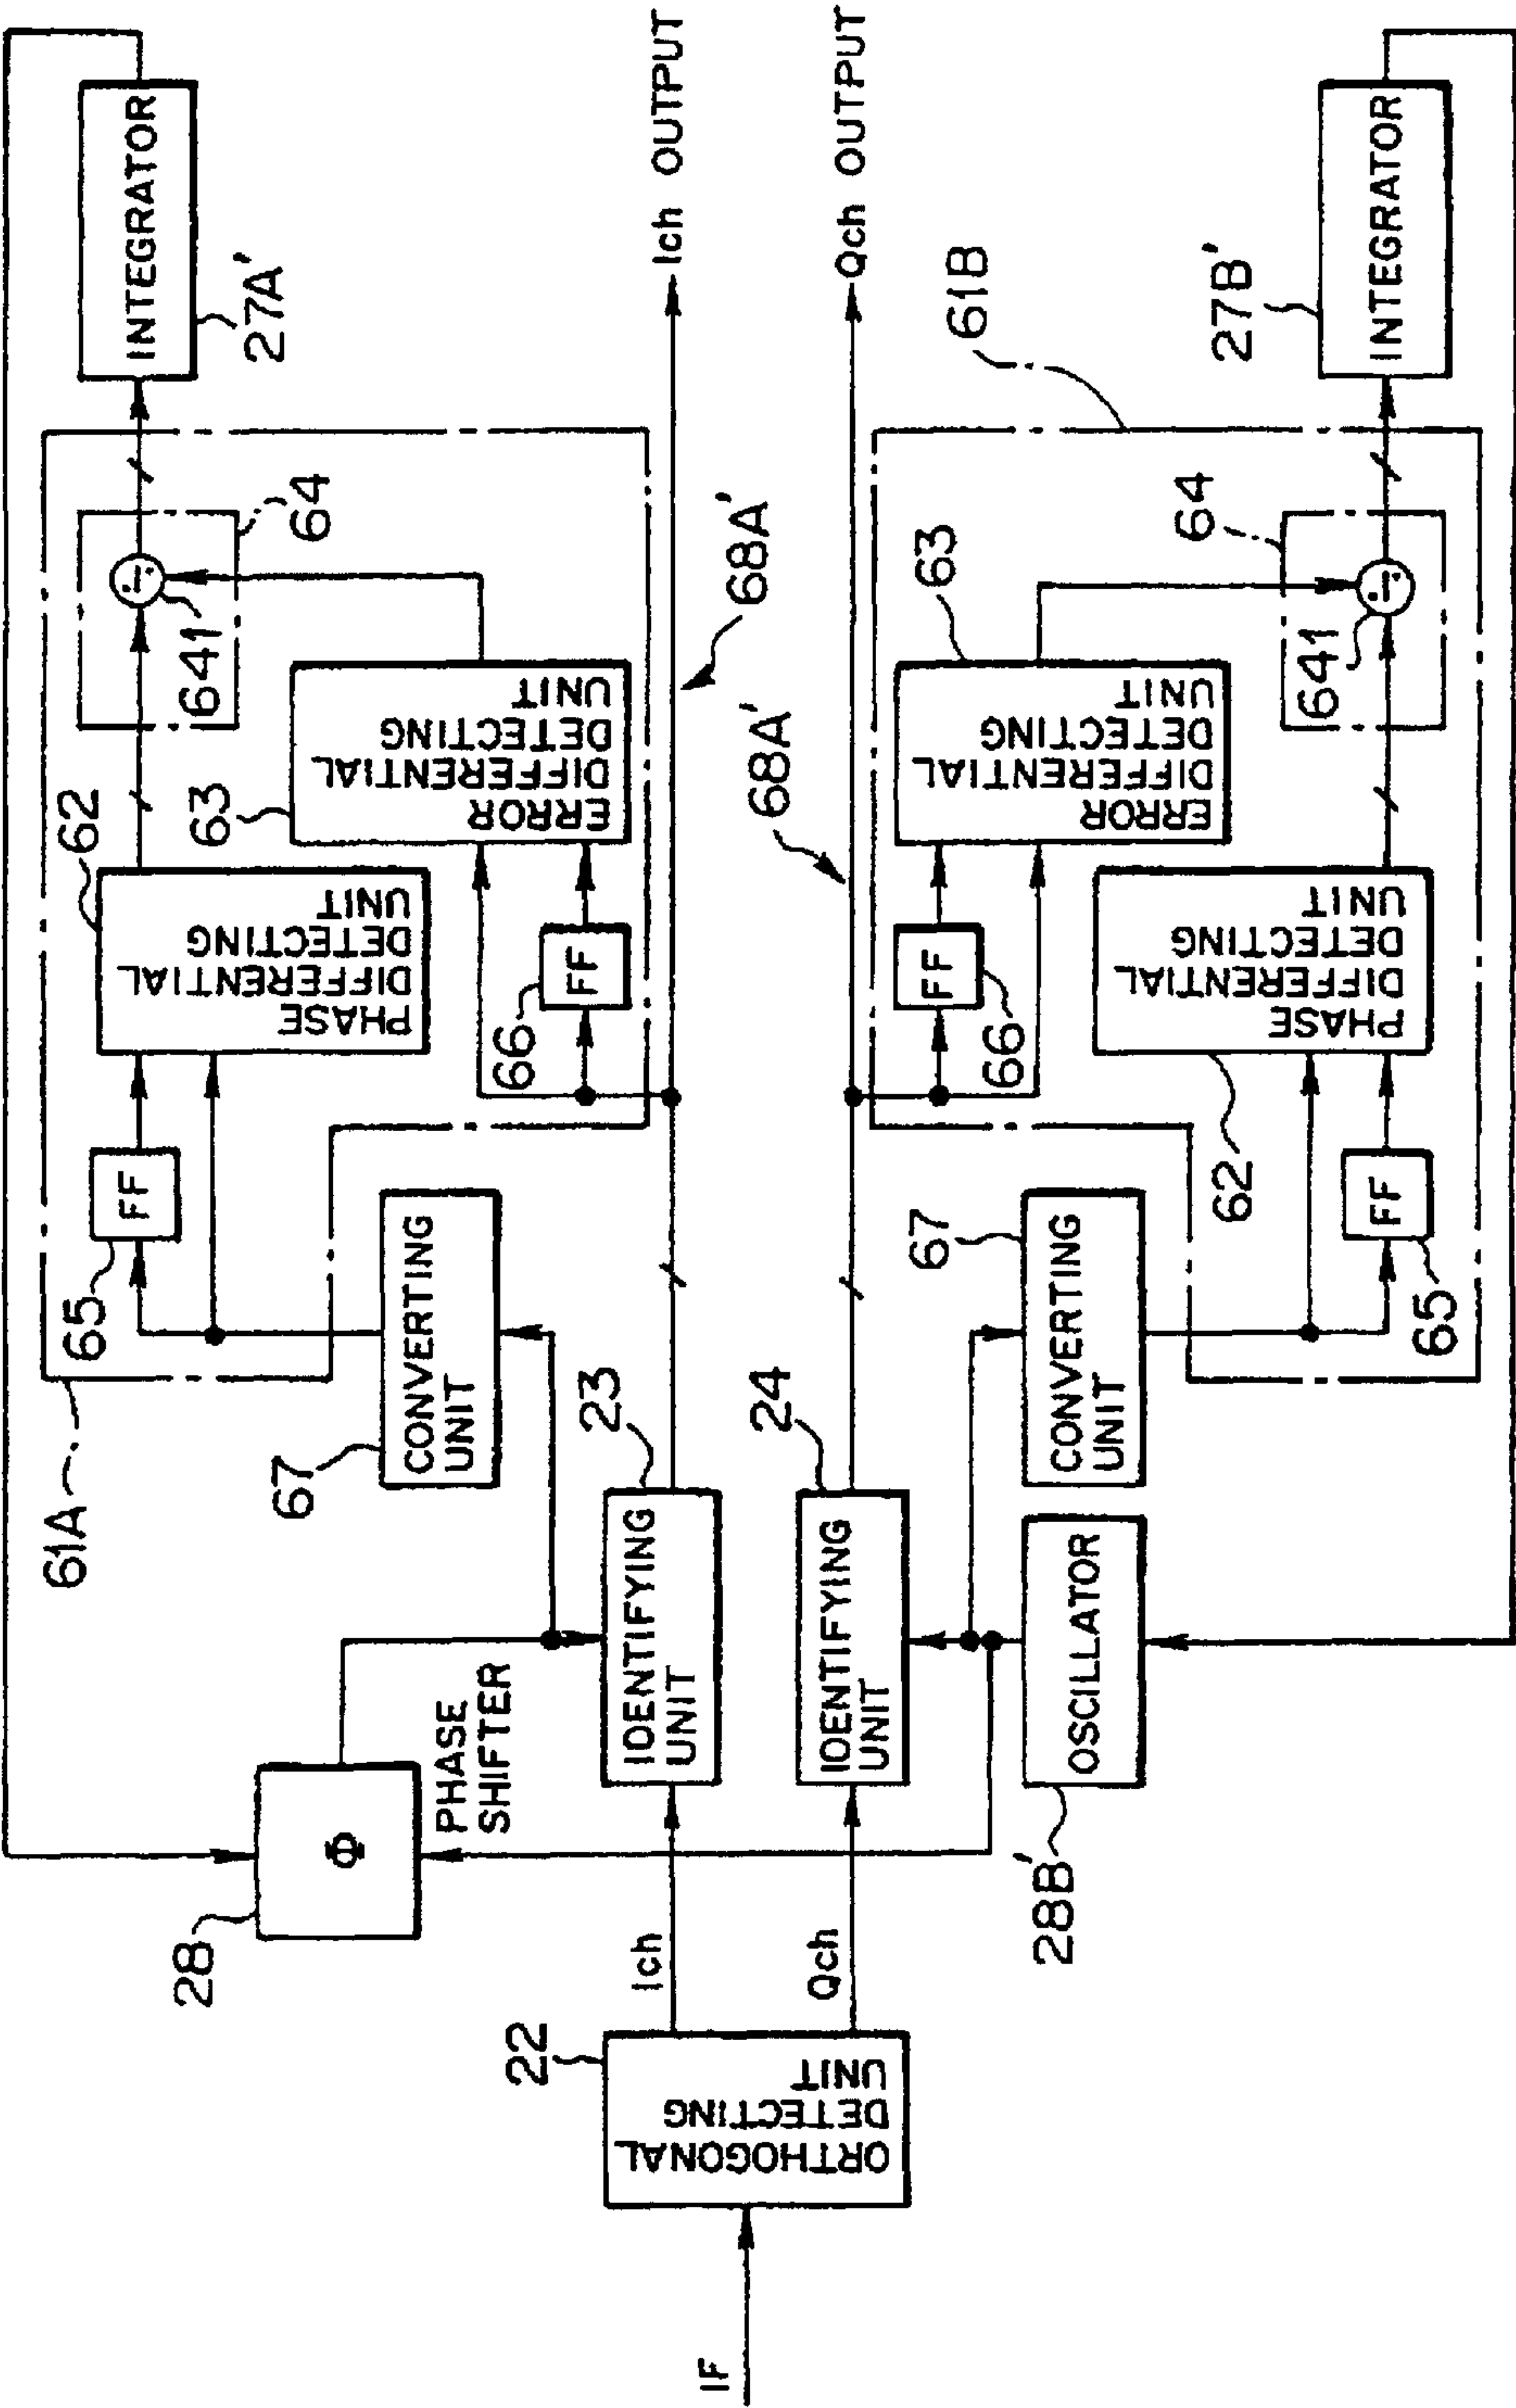 IF
ORTHOGONAL
DETECTING
UNIT
22
Ich
Qch
28
Φ
PHASE
SHIFTER
IDENTIFYING
UNIT
23
IDENTIFYING
UNIT
24
OSCILLATOR
28B'
61A
67
CONVERTING
UNIT
67
CONVERTING
UNIT
65
FF
62
PHASE
DIFFERENTIAL
DETECTING
UNIT
66
FF
63
ERROR
DIFFERENTIAL
DETECTING
UNIT
641
÷
64
INTEGRATOR
27A'
68A'
Ich OUTPUT
68A'
Qch OUTPUT
61B
66
FF
63
ERROR
DIFFERENTIAL
DETECTING
UNIT
65
FF
62
PHASE
DIFFERENTIAL
DETECTING
UNIT
641
÷
64
INTEGRATOR
27B'